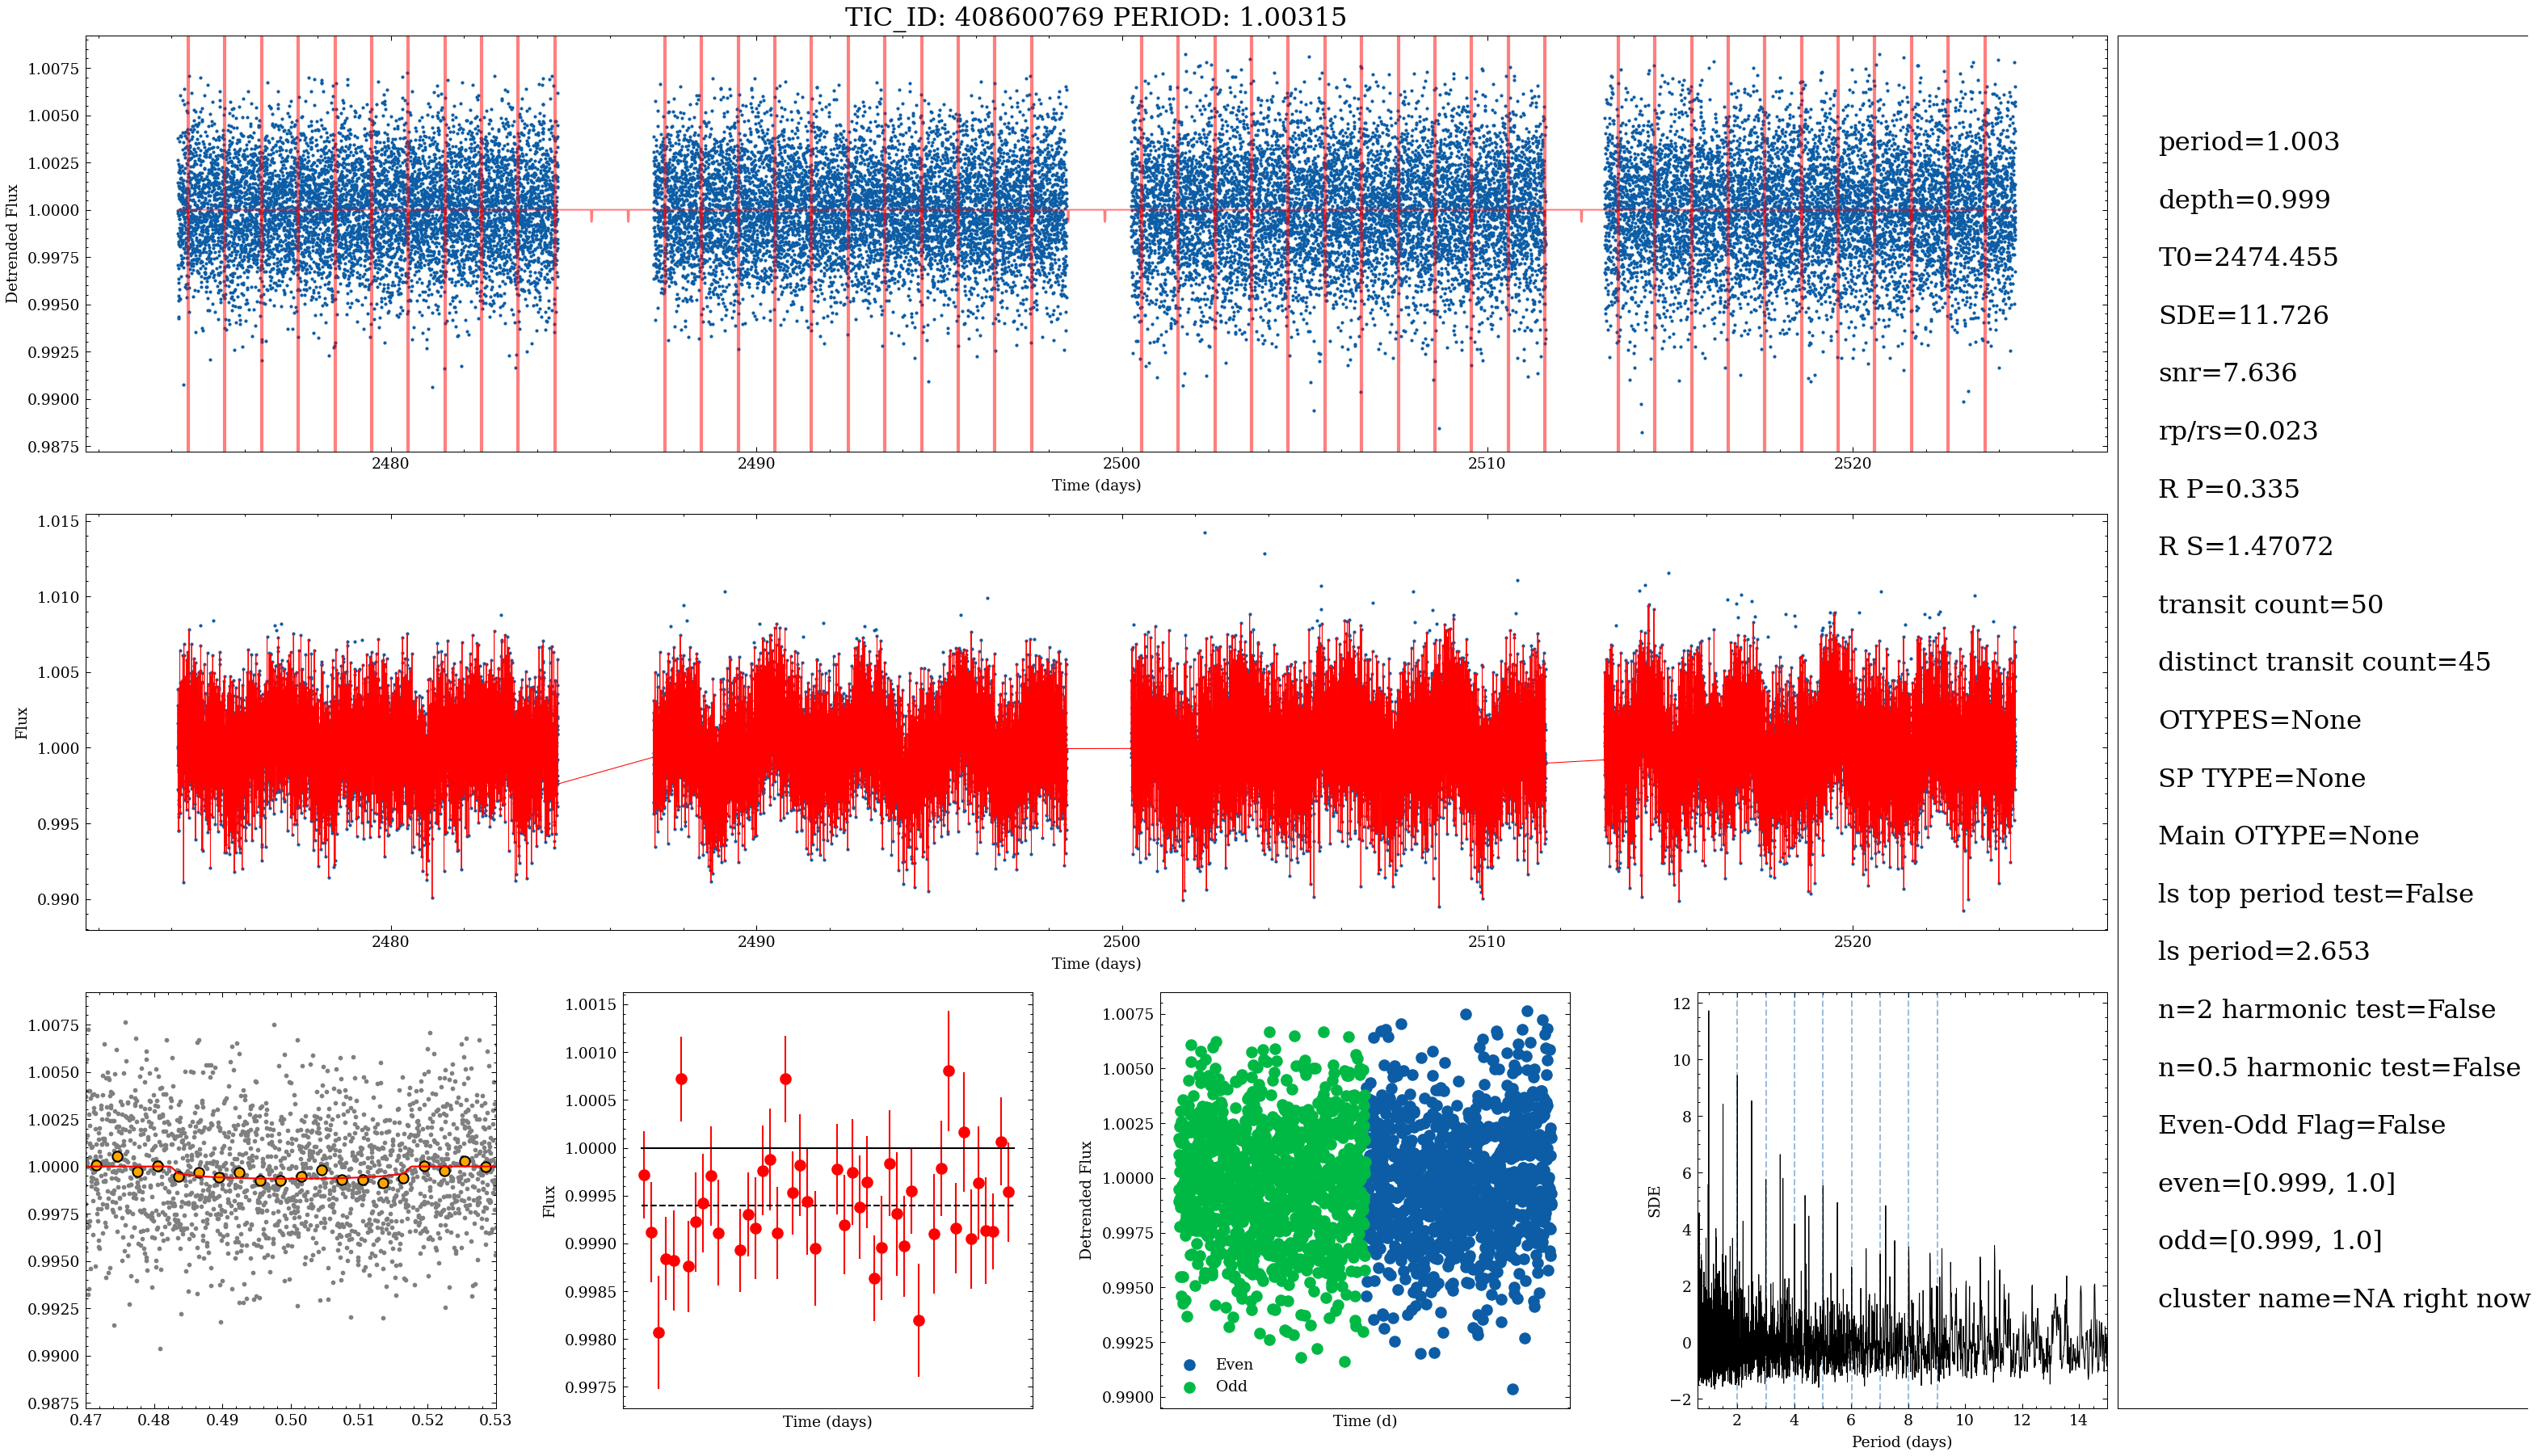 TIC_ID: 408600769 PERIOD: 1.00315
1.0075
1.0050
1.0025
1.0000
0.9975
0.9950
0.9925
0.9900
0.9875
Detrended Flux
2480 2490 2500 2510 2520
Time (days)
1.015
1.010
1.005
1.000
0.995
0.990
Flux
2480 2490 2500 2510 2520
Time (days)
1.0075
1.0050
1.0025
1.0000
0.9975
0.9950
0.9925
0.9900
0.9875
0.47 0.48 0.49 0.50 0.51 0.52 0.53
1.0015
1.0010
1.0005
1.0000
0.9995
0.9990
0.9985
0.9980
0.9975
Flux
Time (days)
1.0075
1.0050
1.0025
1.0000
0.9975
0.9950
0.9925
0.9900
Detrended Flux
Even
Odd
Time (d)
12
10
8
6
4
2
0
−2
SDE
2 4 6 8 10 12 14
Period (days)
period=1.003
depth=0.999
T0=2474.455
SDE=11.726
snr=7.636
rp/rs=0.023
R P=0.335
R S=1.47072
transit count=50
distinct transit count=45
OTYPES=None
SP TYPE=None
Main OTYPE=None
ls top period test=False
ls period=2.653
n=2 harmonic test=False
n=0.5 harmonic test=False
Even-Odd Flag=False
even=[0.999, 1.0]
odd=[0.999, 1.0]
cluster name=NA right now